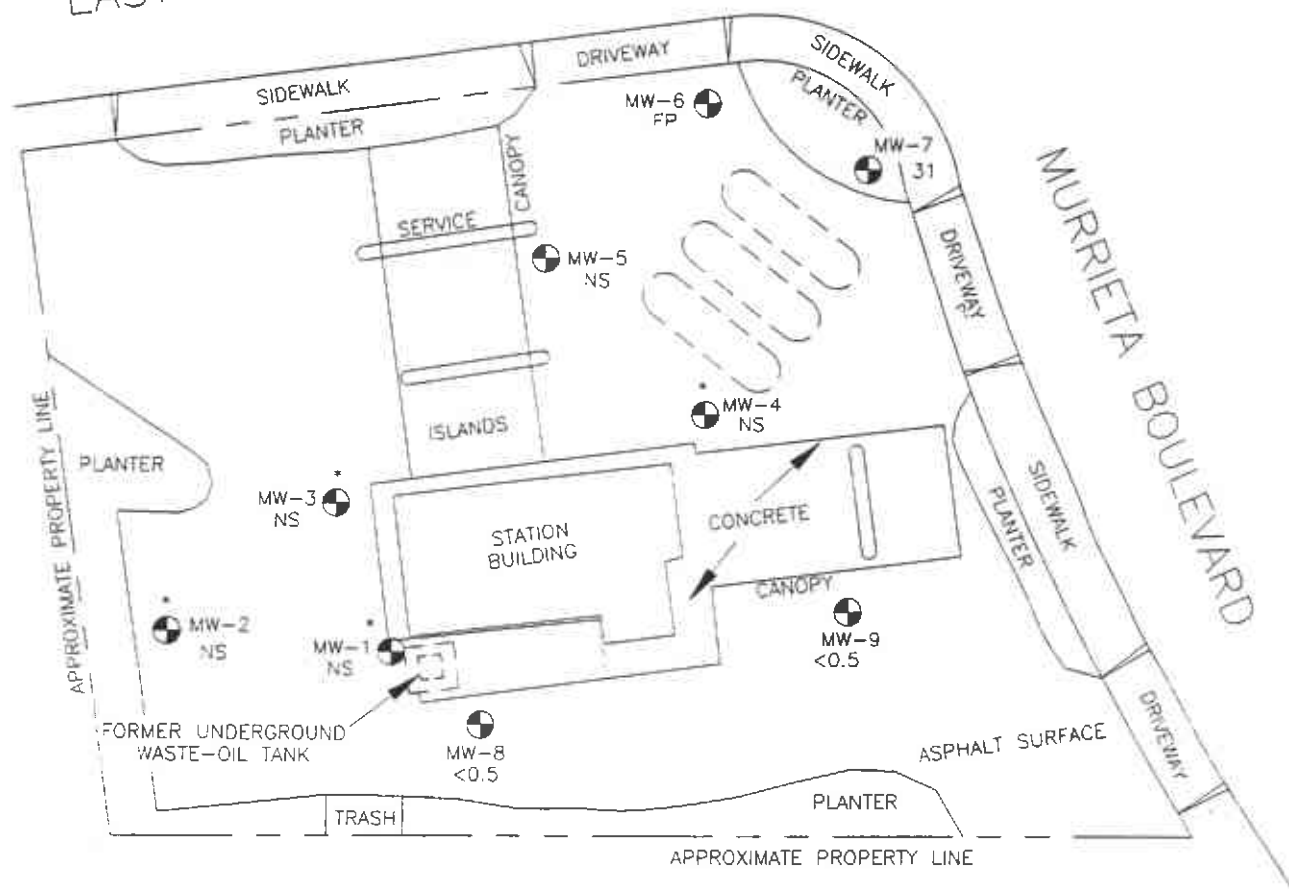 EAST
SIDEWALK
PLANTER
DRIVEWAY
SIDEWALK
PLANTER
MW-6
FP
MW-7
31
CANOPY
SERVICE
MW-5
NS
DRIVEWAY
MURRIETA BOULEVARD
ISLANDS
MW-4
NS
PLANTER
APPROXIMATE PROPERTY LINE
MW-3
NS
STATION
BUILDING
CONCRETE
PLANTER
SIDEWALK
CANOPY
MW-2
NS
MW-1
NS
MW-9
<0.5
FORMER UNDERGROUND
WASTE-OIL TANK
MW-8
<0.5
ASPHALT SURFACE
DRIVEWAY
TRASH
PLANTER
APPROXIMATE PROPERTY LINE